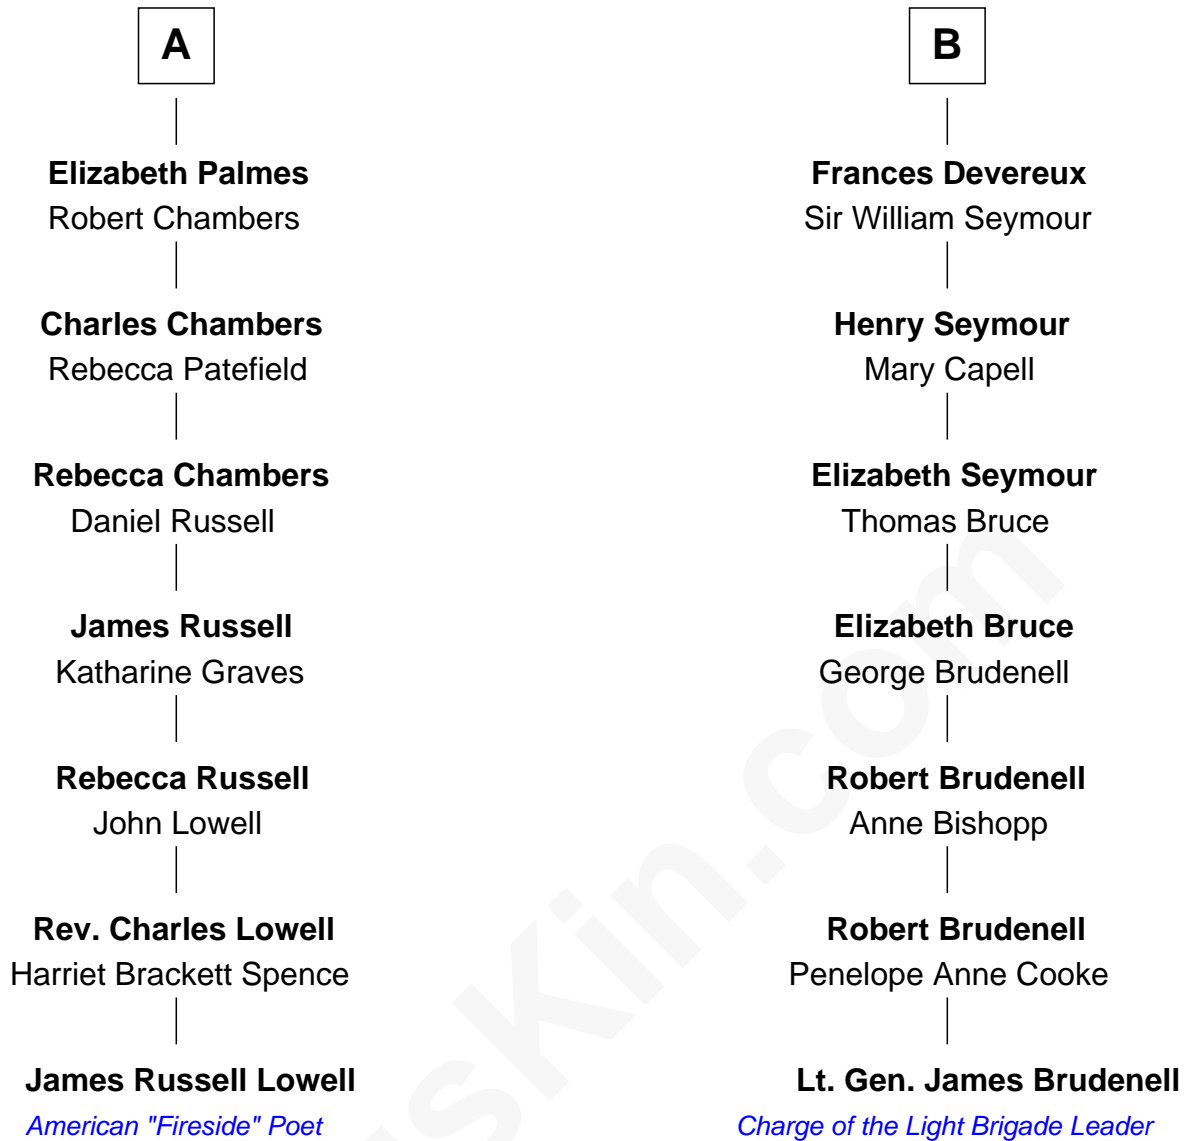 A
Elizabeth Palmes
Robert Chambers
Charles Chambers
Rebecca Patefield
Rebecca Chambers
Daniel Russell
James Russell
Katharine Graves
Rebecca Russell
John Lowell
Rev. Charles Lowell
Harriet Brackett Spence
James Russell Lowell
American "Fireside" Poet
B
Frances Devereux
Sir William Seymour
Henry Seymour
Mary Capell
Elizabeth Seymour
Thomas Bruce
Elizabeth Bruce
George Brudenell
Robert Brudenell
Anne Bishopp
Robert Brudenell
Penelope Anne Cooke
Lt. Gen. James Brudenell
Charge of the Light Brigade Leader
usKin.com